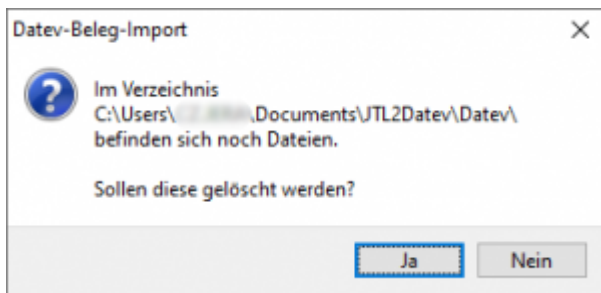 Datev-Beleg-Import
Im Verzeichnis
C:\Users\ \Documents\JTL2Datev\Datev\
befinden sich noch Dateien.
Sollen diese gelöscht werden?
Ja
Nein